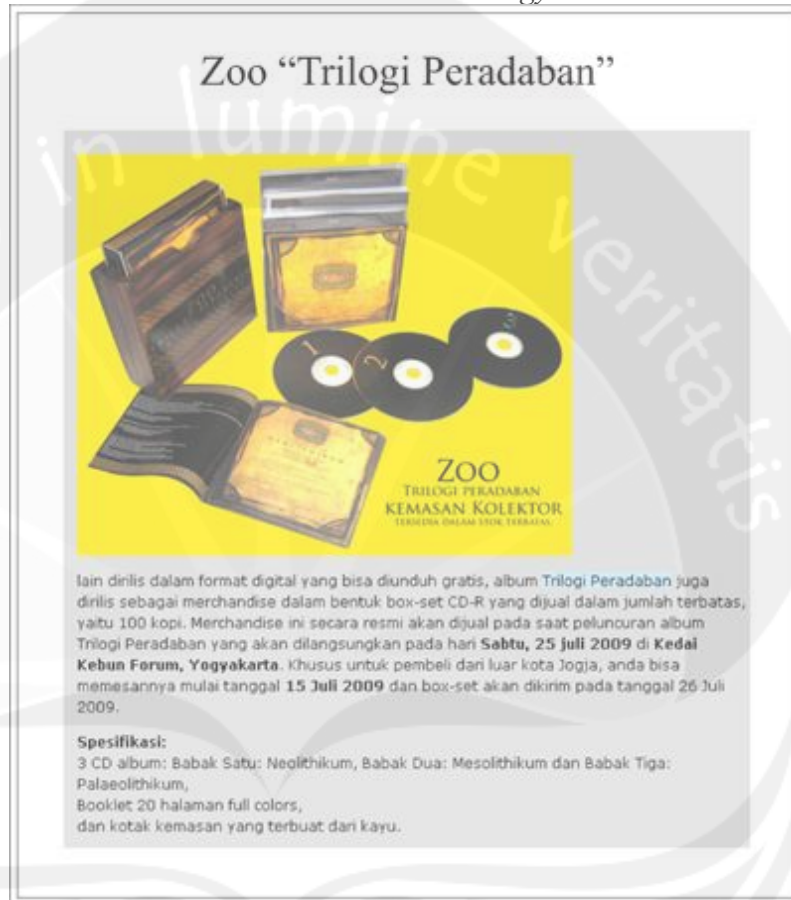 Zoo “Trilogi Peradaban”
in lumine veritatis
1
2
3
ZOO
TRILOGI PERADABAN
KEMASAN KOLEKTOR
TERSEDIA DALAM STOK TERBATAS
lain dirilis dalam format digital yang bisa diunduh gratis, album Trilogi Peradaban juga
dirilis sebagai merchandise dalam bentuk box-set CD-R yang dijual dalam jumlah terbatas,
yaitu 100 kopi. Merchandise ini secara resmi akan dijual pada saat peluncuran album
Trilogi Peradaban yang akan dilangsungkan pada hari Sabtu, 25 juli 2009 di Kedai
Kebun Forum, Yogyakarta. Khusus untuk pembeli dari luar kota Jogja, anda bisa
memesannya mulai tanggal 15 Juli 2009 dan box-set akan dikirim pada tanggal 26 Juli
2009.
Spesifikasi:
3 CD album: Babak Satu: Neolithikum, Babak Dua: Mesolithikum dan Babak Tiga:
Palaeolithikum,
Booklet 20 halaman full colors,
dan kotak kemasan yang terbuat dari kayu.